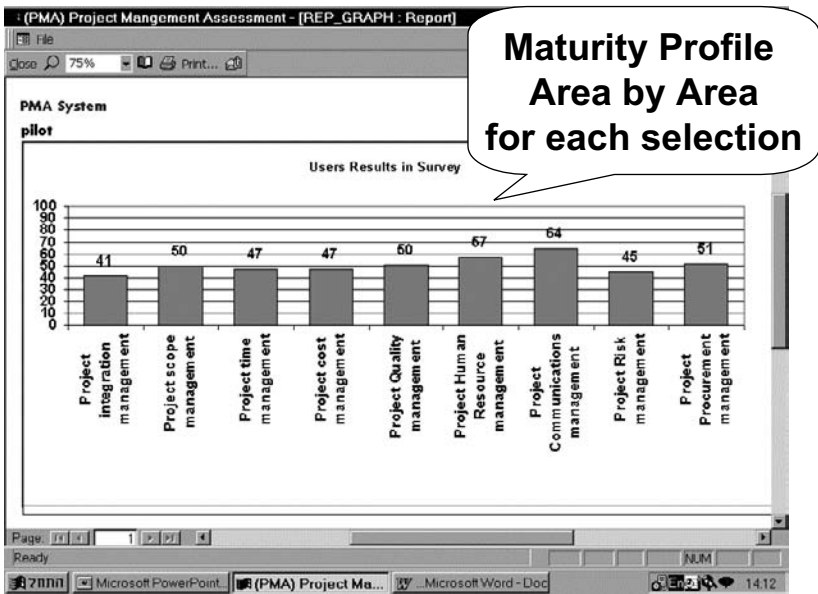 (PMA) Project Mangement Assessment - [REP_GRAPH : Report]
File
Close 75% Print...
Maturity Profile
Area by Area
for each selection
PMA System
pilot
Users Results in Survey
100
90
80
70
60
50
40
30
20
10
0
41
50
47
47
50
57
64
45
51
Project
integration
management
Project scope
management
Project time
management
Project cost
management
Project Quality
management
Project Human
Resource
management
Project
Communications
management
Project Risk
management
Project
Procurement
management
Page: 1
Ready
NUM
התחל Microsoft PowerPoint... (PMA) Project Ma... ...Microsoft Word - Doc En 14:12